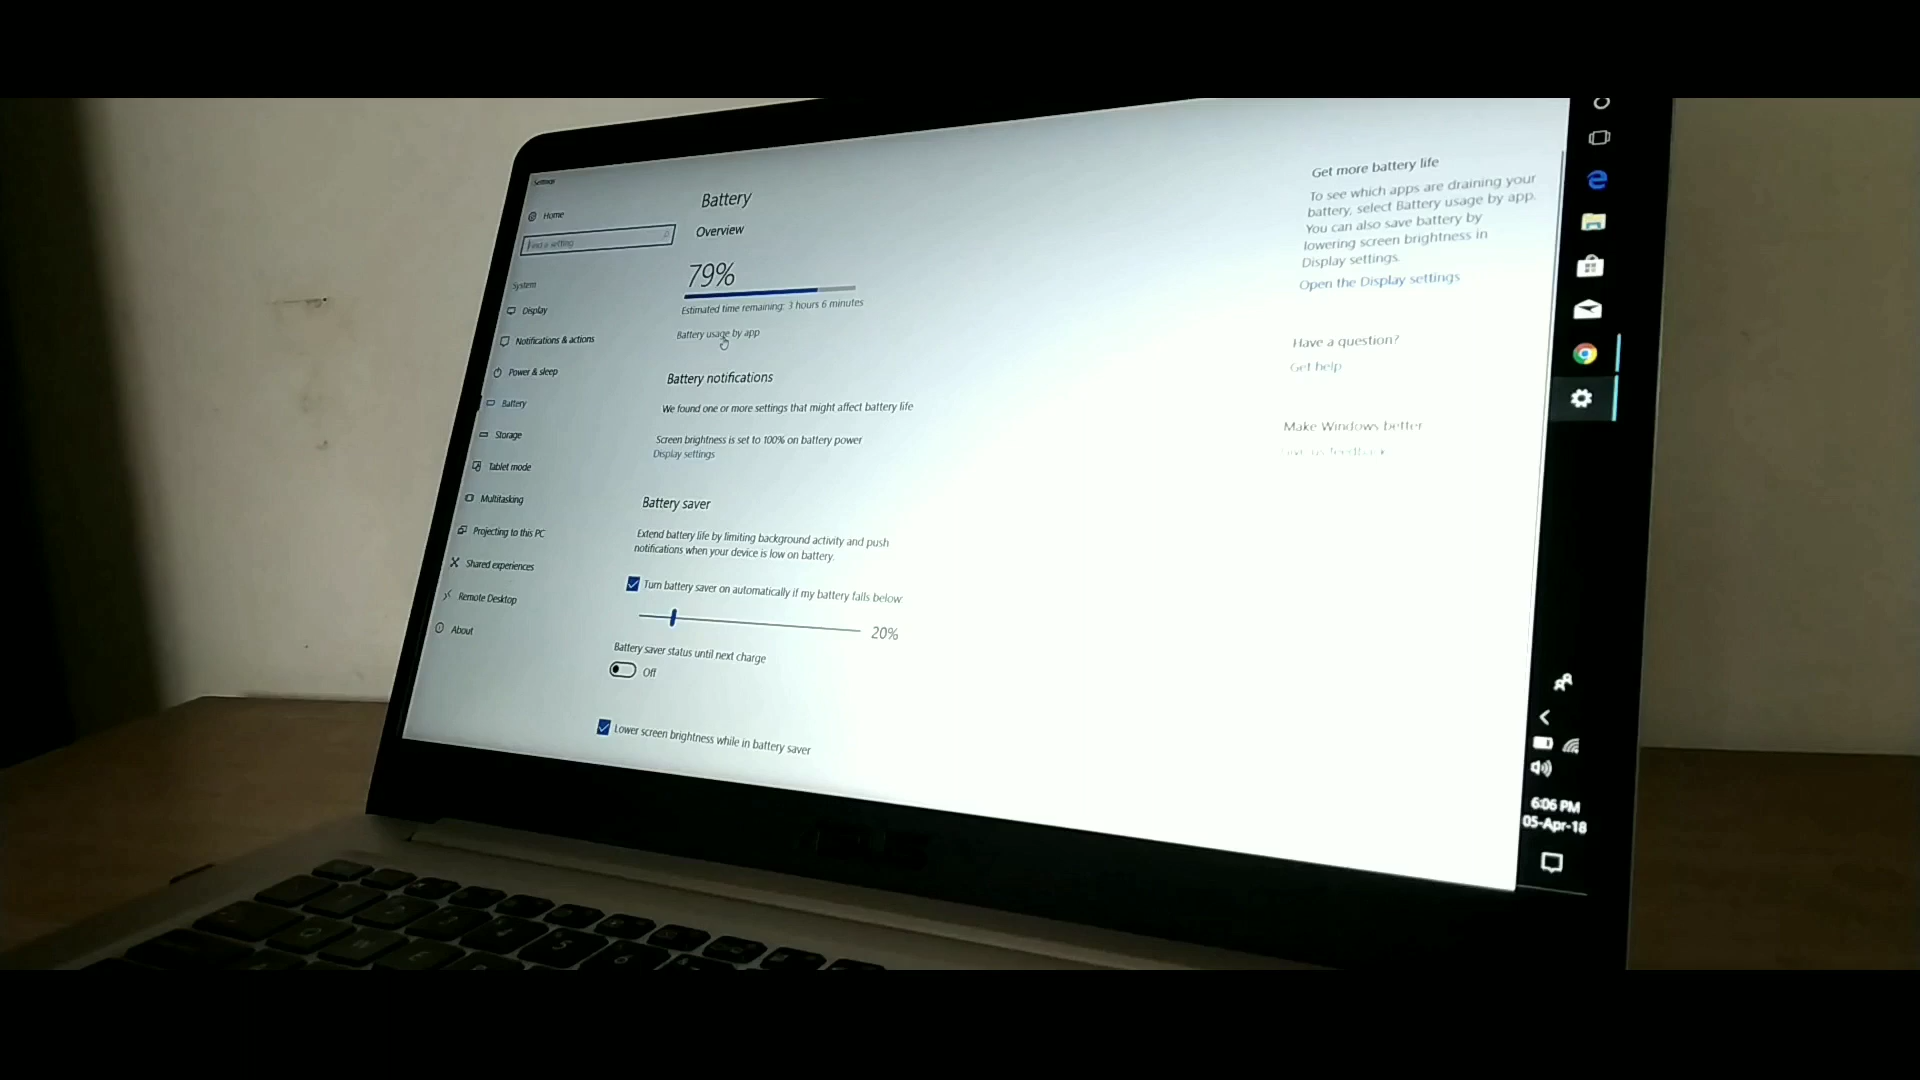 Settings
Home
Find a setting
System
Display
Notifications & actions
Power & sleep
Battery
Storage
Tablet mode
Multitasking
Projecting to this PC
Shared experiences
Remote Desktop
About
Battery
Overview
79%
Estimated time remaining: 3 hours 6 minutes
Battery usage by app
Battery notifications
We found one or more settings that might affect battery life
Screen brightness is set to 100% on battery power
Display settings
Battery saver
Extend battery life by limiting background activity and push
notifications when your device is low on battery.
Turn battery saver on automatically if my battery falls below
20%
Battery saver status until next charge
Off
Lower screen brightness while in battery saver
Get more battery life
To see which apps are draining your
battery, select Battery usage by app.
You can also save battery by
lowering screen brightness in
Display settings.
Open the Display settings
Have a question?
Get help
Make Windows better
6:06 PM
05-Apr-18